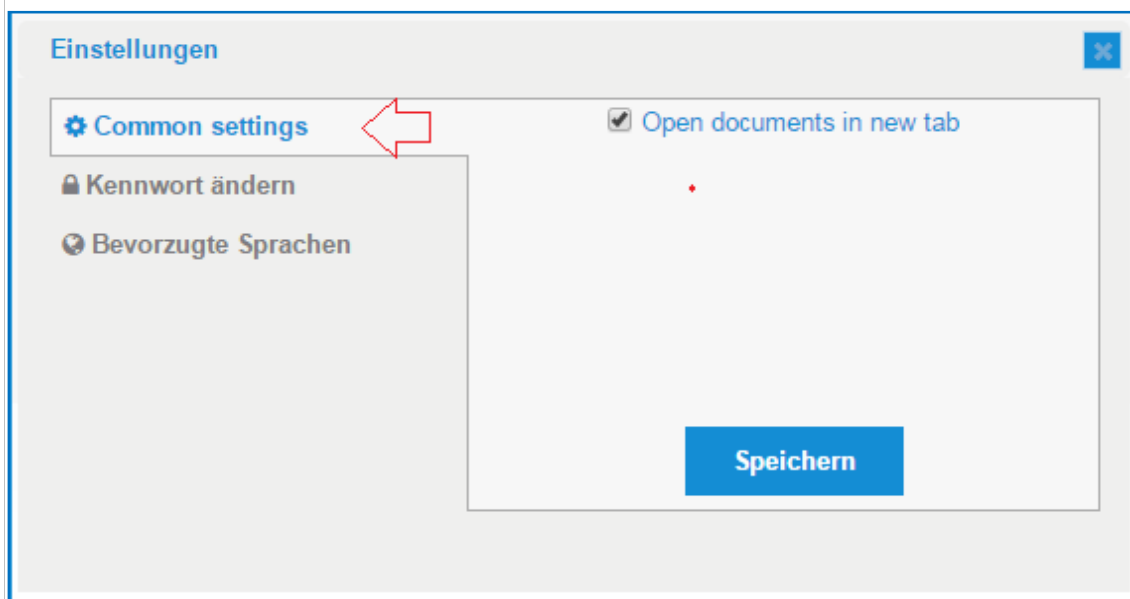 Einstellungen
Common settings
Open documents in new tab
Kennwort ändern
Bevorzugte Sprachen
Speichern